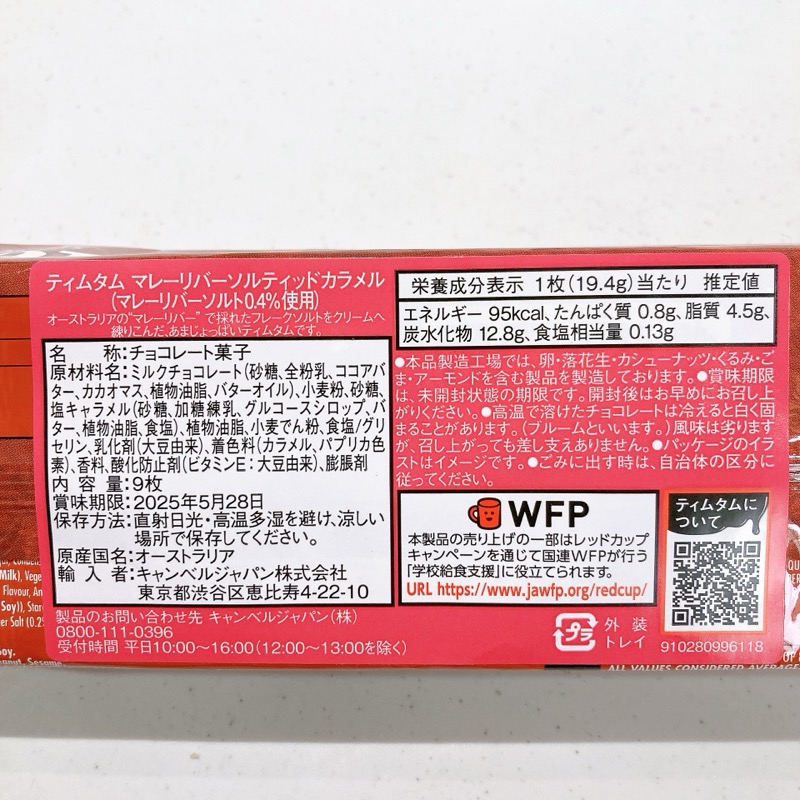 ティムタム マレーリバーソルティッドカラメル
(マレーリバーソルト0.4%使用)
オーストラリアの"マレーリバー"で採れたフレークソルトをクリームへ
練りこんだ、あまじょっぱいティムタムです。
名 称:チョコレート菓子
原材料名:ミルクチョコレート(砂糖、全粉乳、ココアバ
ター、カカオマス、植物油脂、バターオイル)、小麦粉、砂糖、
塩キャラメル(砂糖、加糖練乳、グルコースシロップ、バ
ター、植物油脂、食塩)、植物油脂、小麦でん粉、食塩/グリ
セリン、乳化剤(大豆由来)、着色料(カラメル、パプリカ色
素)、香料、酸化防止剤(ビタミンE:大豆由来)、膨脹剤
内 容 量:9枚
賞味期限:2025年5月28日
保存方法:直射日光・高温多湿を避け、涼しい
場所で保存してください。
原産国名:オーストラリア
輸 入 者:キャンベルジャパン株式会社
東京都渋谷区恵比寿4-22-10
製品のお問い合わせ先 キャンベルジャパン(株)
0800-111-0396
受付時間 平日10:00〜16:00(12:00〜13:00を除く)
栄養成分表示 1枚(19.4g)当たり 推定値
エネルギー 95kcal、たんぱく質 0.8g、脂質 4.5g、
炭水化物 12.8g、食塩相当量 0.13g
●本品製造工場では、卵・落花生・カシューナッツ・くるみ・ご
ま・アーモンドを含む製品を製造しております。●賞味期限
は、未開封状態の期限です。開封後はお早めにお召し上
がりください。●高温で溶けたチョコレートは冷えると白く固
まることがあります。(ブルームといいます。)風味は劣ります
が、召し上がっても差し支えありません。●パッケージのイラ
ストはイメージです。●ごみに出す時は、自治体の区分に
従ってください。
WFP
本製品の売り上げの一部はレッドカップ
キャンペーンを通じて国連WFPが行う
「学校給食支援」に役立てられます。
URL https://www.jawfp.org/redcup/
ティムタムに
ついて
プラ
外 装
トレイ
910280996118
Milk), Vege
Flavour, An
Soy)), Star
er Salt (0.2
oy.
anut, Sesame
ALL VALUES CONSIDERED AVERAGE